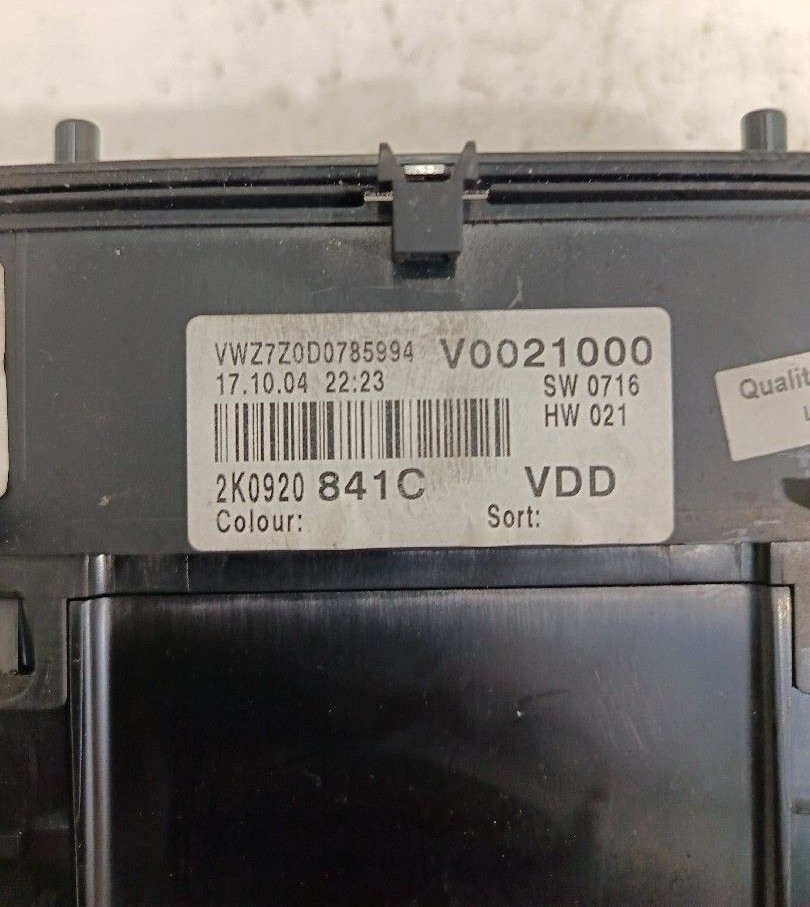 VWZ7Z0D0785994 V0021000
17.10.04 22:23 SW 0716
HW 021
2K0920 841C VDD
Colour: Sort:
Qualit